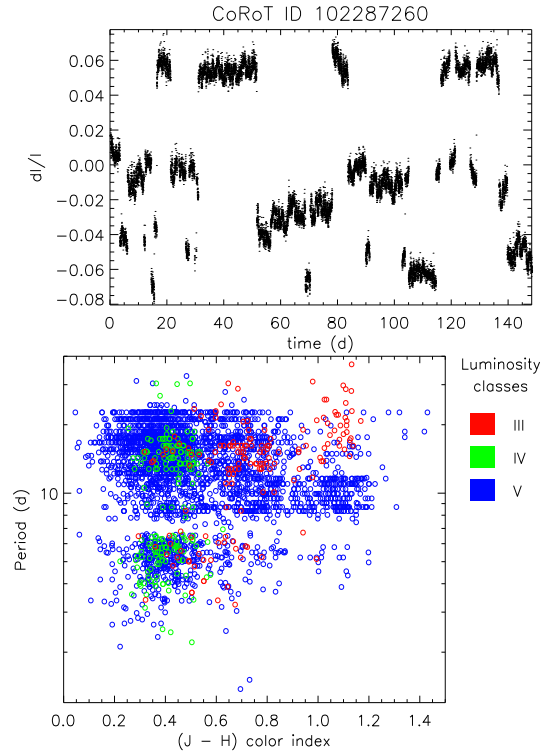 CoRoT ID 102287260
dI/I
0.06
0.04
0.02
0.00
-0.02
-0.04
-0.06
-0.08
0 20 40 60 80 100 120 140
time (d)
Period (d)
10
0.0 0.2 0.4 0.6 0.8 1.0 1.2 1.4
(J - H) color index
Luminosity
classes
III
IV
V